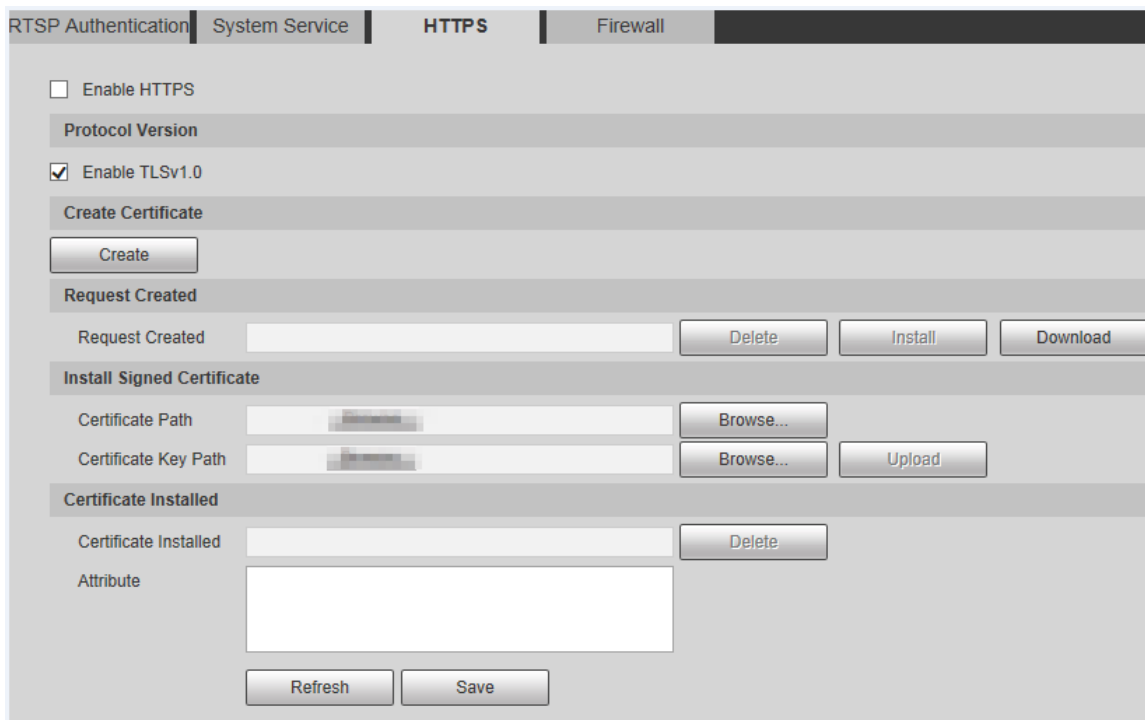 RTSP Authentication System Service HTTPS Firewall
Enable HTTPS
Protocol Version
Enable TLSv1.0
Create Certificate
Create
Request Created
Request Created Delete Install Download
Install Signed Certificate
Certificate Path Browse...
Certificate Key Path Browse... Upload
Certificate Installed
Certificate Installed Delete
Attribute
Refresh Save